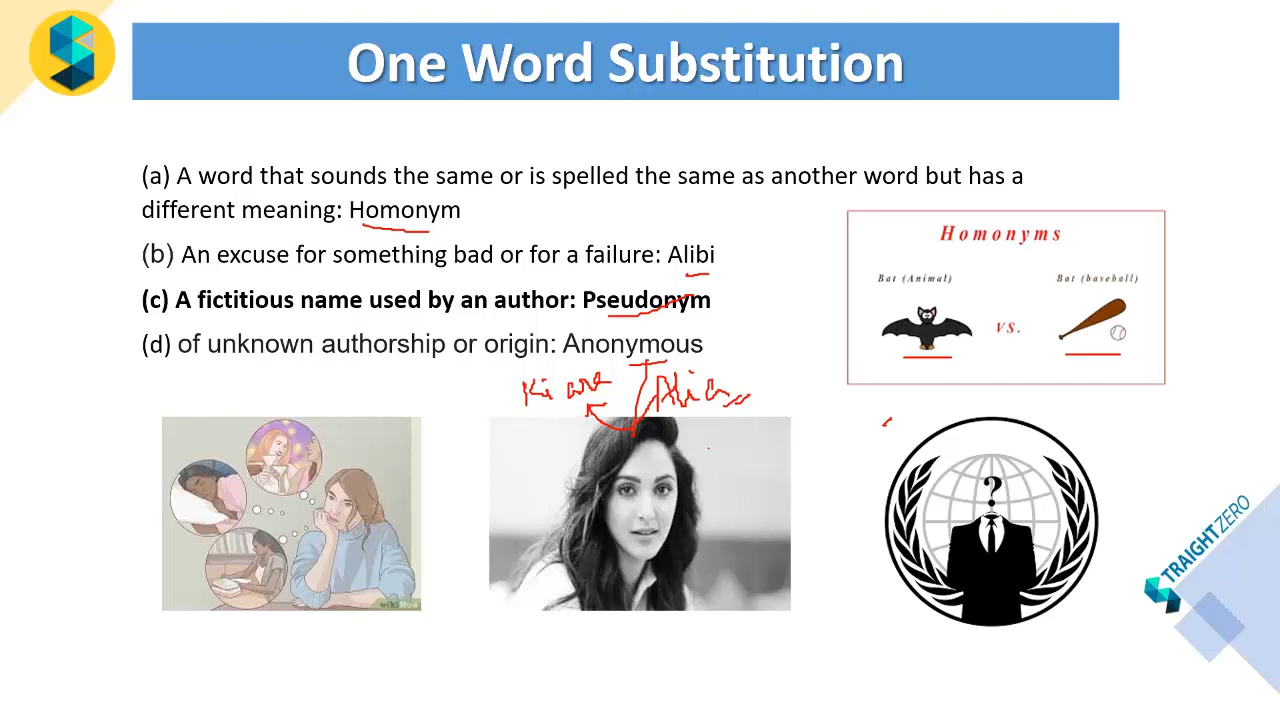 One Word Substitution
(a) A word that sounds the same or is spelled the same as another word but has a
different meaning: Homonym
(b) An excuse for something bad or for a failure: Alibi
(c) A fictitious name used by an author: Pseudonym
(d) of unknown authorship or origin: Anonymous
Homonyms
Bat (Animal)
Bat (baseball)
VS.
?
wikiHow
TRAIGHTZERO